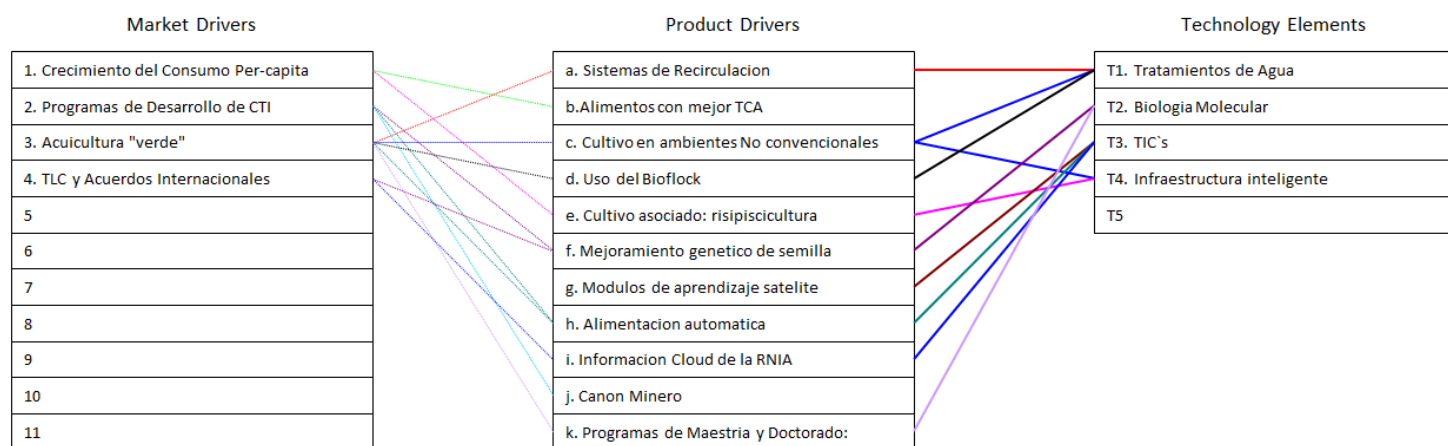 Market Drivers
Product Drivers
Technology Elements
1. Crecimiento del Consumo Per-capita
2. Programas de Desarrollo de CTI
3. Acuicultura "verde"
4. TLC y Acuerdos Internacionales
5
6
7
8
9
10
11
a. Sistemas de Recirculacion
b.Alimentos con mejor TCA
c. Cultivo en ambientes No convencionales
d. Uso del Bioflock
e. Cultivo asociado: risipiscicultura
f. Mejoramiento genetico de semilla
g. Modulos de aprendizaje satelite
h. Alimentacion automatica
i. Informacion Cloud de la RNIA
j. Canon Minero
k. Programas de Maestria y Doctorado:
T1. Tratamientos de Agua
T2. Biologia Molecular
T3. TIC`s
T4. Infraestructura inteligente
T5